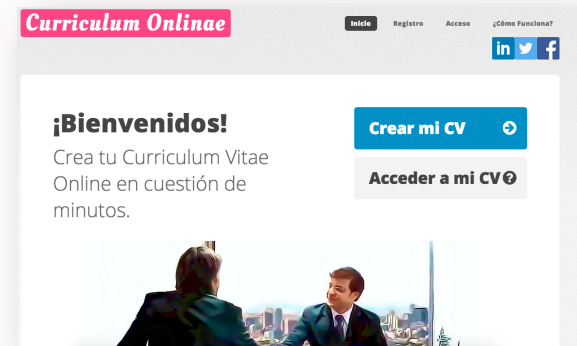 Curriculum Onlinae
Inicio Registro Acceso ¿Cómo Funciona?
in f
¡Bienvenidos!
Crea tu Curriculum Vitae
Online en cuestión de
minutos.
Crear mi CV
Acceder a mi CV ?